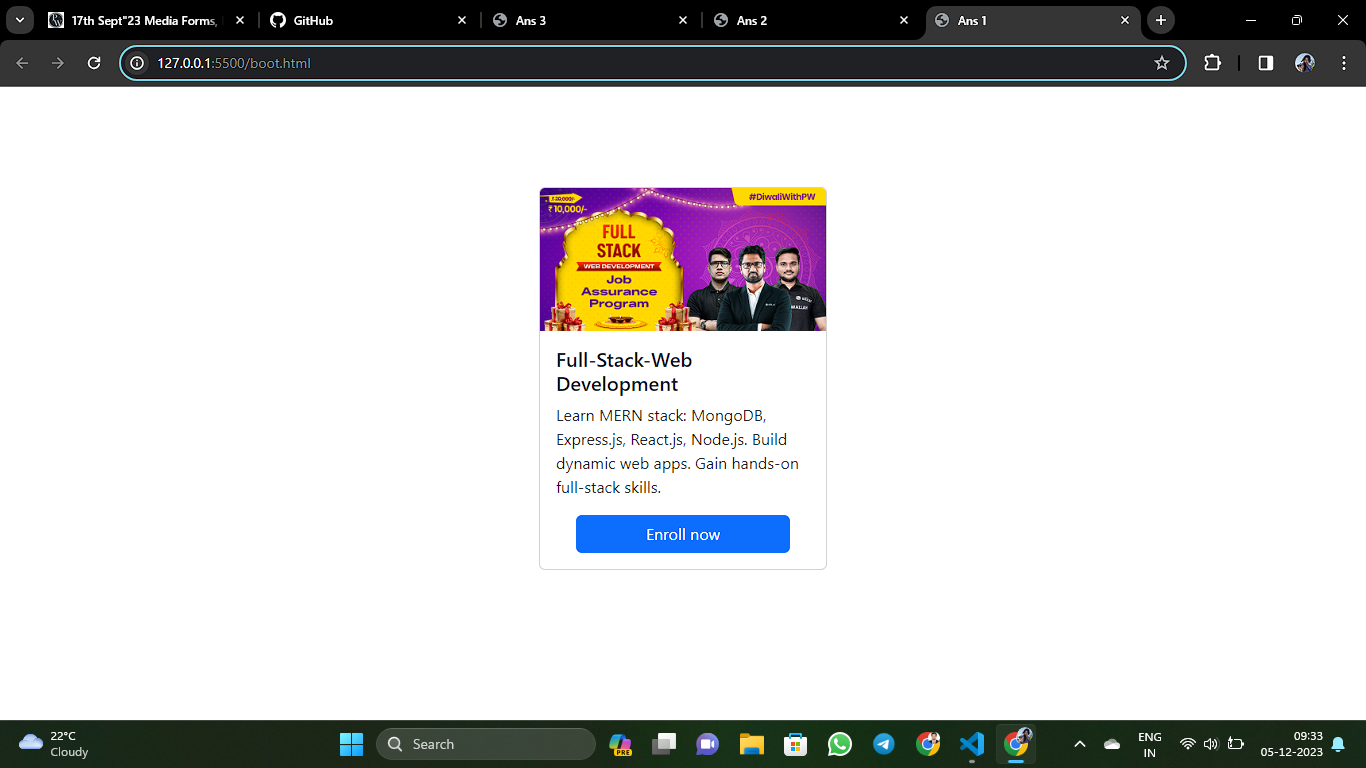 17th Sept"23 Media Forms,
GitHub
Ans 3
Ans 2
Ans 1
127.0.0.1:5500/boot.html
₹ 20,000/-
₹ 10,000/-
#DiwaliWithPW
FULL
STACK
WEB DEVELOPMENT
Job
Assurance
Program
Full-Stack-Web
Development
Learn MERN stack: MongoDB,
Express.js, React.js, Node.js. Build
dynamic web apps. Gain hands-on
full-stack skills.
Enroll now
22°C
Cloudy
Search
PRE
ENG
IN
09:33
05-12-2023